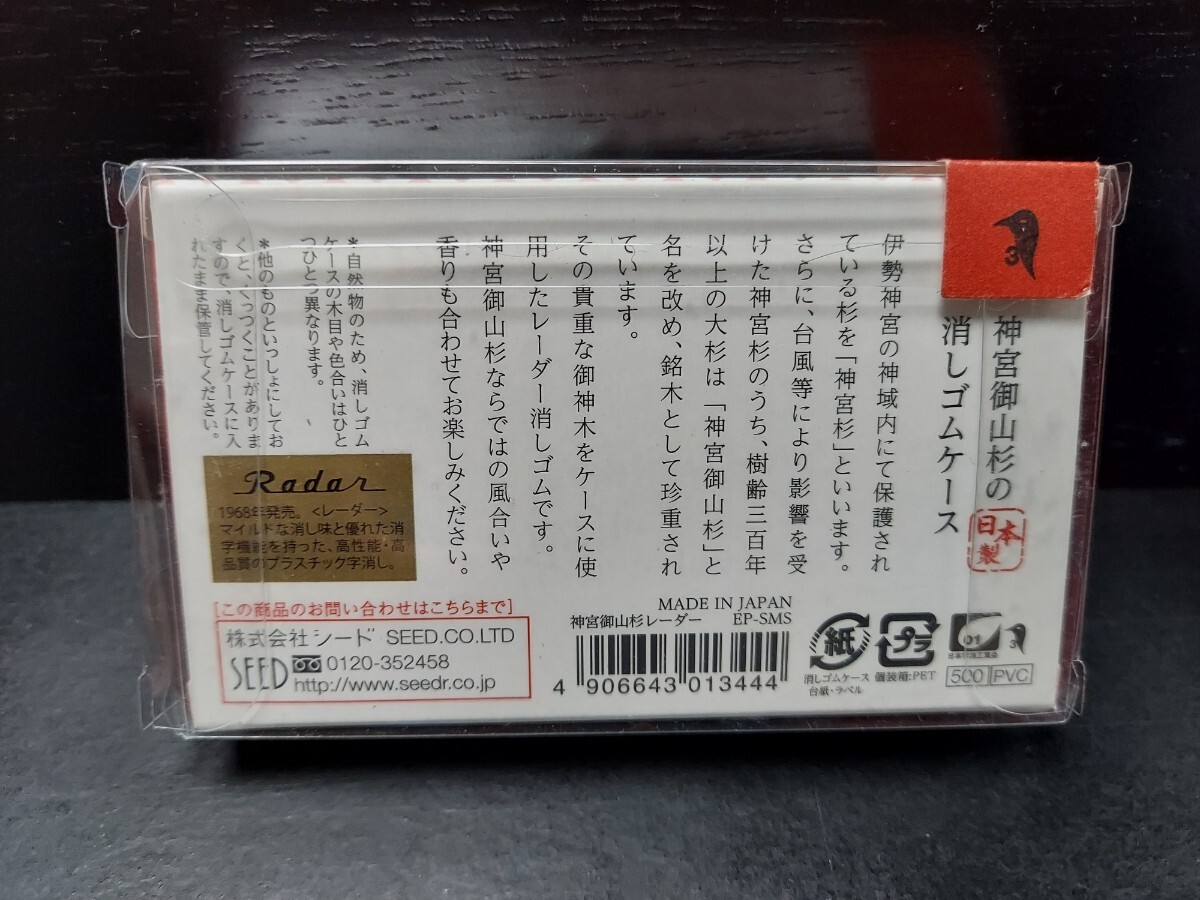 神宮御山杉の
消しゴムケース
日本製
伊勢神宮の神域内にて保護され
ている杉を「神宮杉」といいます。
さらに、台風等により影響を受
けた神宮杉のうち、樹齢三百年
以上の大杉は「神宮御山杉」と
名を改め、銘木として珍重され
ています。
その貴重な御神木をケースに使
用したレーダー消しゴムです。
神宮御山杉ならではの風合いや
香りも合わせてお楽しみください。
*自然物のため、消しゴム
ケースの木目や色合いはひと
つひとつ異なります。
*他のものといっしょにしてお
くと、くっつくことがありま
すので、消しゴムケースに入
れたまま保管してください。
Radar
1968年発売。<レーダー>
マイルドな消し味と優れた消
字機能を持った、高性能・高
品質のプラスチック字消し。
[この商品のお問い合わせはこちらまで]
株式会社シード SEED.CO.LTD
SEED 0120-352458
http://www.seedr.co.jp
MADE IN JAPAN
神宮御山杉レーダー EP-SMS
4 906643 013444
紙
消しゴムケース
台紙・ラベル
プラ
個装箱:PET
01
3
500 PVC
3